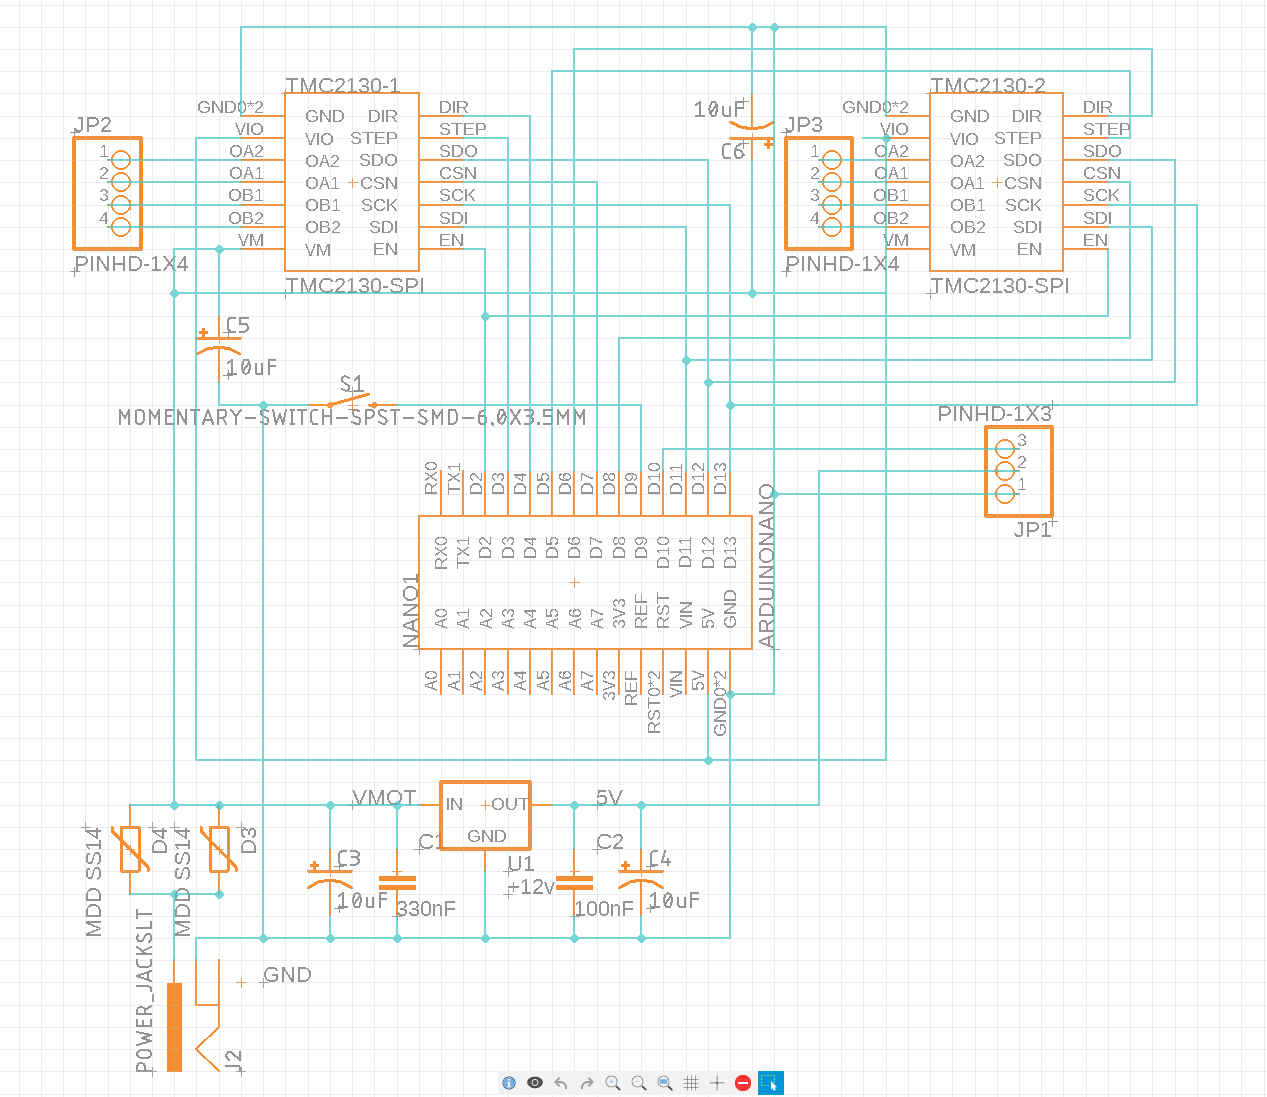 TMC2130-1
GND0*2
GND
DIR
DIR
VIO
VIO
STEP
STEP
OA2
OA2
SDO
SDO
OA1
OA1
CSN
CSN
OB1
OB1
SCK
SCK
OB2
OB2
SDI
SDI
VM
VM
EN
EN
TMC2130-SPI
JP2
1
2
3
4
PINHD-1X4
10uF
C6
JP3
1
2
3
4
PINHD-1X4
TMC2130-2
GND0*2
GND
DIR
DIR
VIO
VIO
STEP
STEP
OA2
OA2
SDO
SDO
OA1
OA1
CSN
CSN
OB1
OB1
SCK
SCK
OB2
OB2
SDI
SDI
VM
VM
EN
EN
TMC2130-SPI
C5
10uF
S1
MOMENTARY-SWITCH-SPST-SMD-6.0X3.5MM
PINHD-1X3
3
2
1
JP1
RX0 TX1 D2 D3 D4 D5 D6 D7 D8 D9 D10 D11 D12 D13
RX0 TX1 D2 D3 D4 D5 D6 D7 D8 D9 D10 D11 D12 D13
A0 A1 A2 A3 A4 A5 A6 A7 3V3 REF RST VIN 5V GND
A0 A1 A2 A3 A4 A5 A6 A7 3V3 REF RST0*2 VIN 5V GND0*2
NANO1
ARDUINONANO
VMOT
IN
OUT
GND
5V
U1
+12v
MDD SS14
D4
MDD SS14
D3
C3
10uF
C1
330nF
C2
100nF
C4
10uF
POWER_JACKSLT
GND
J2